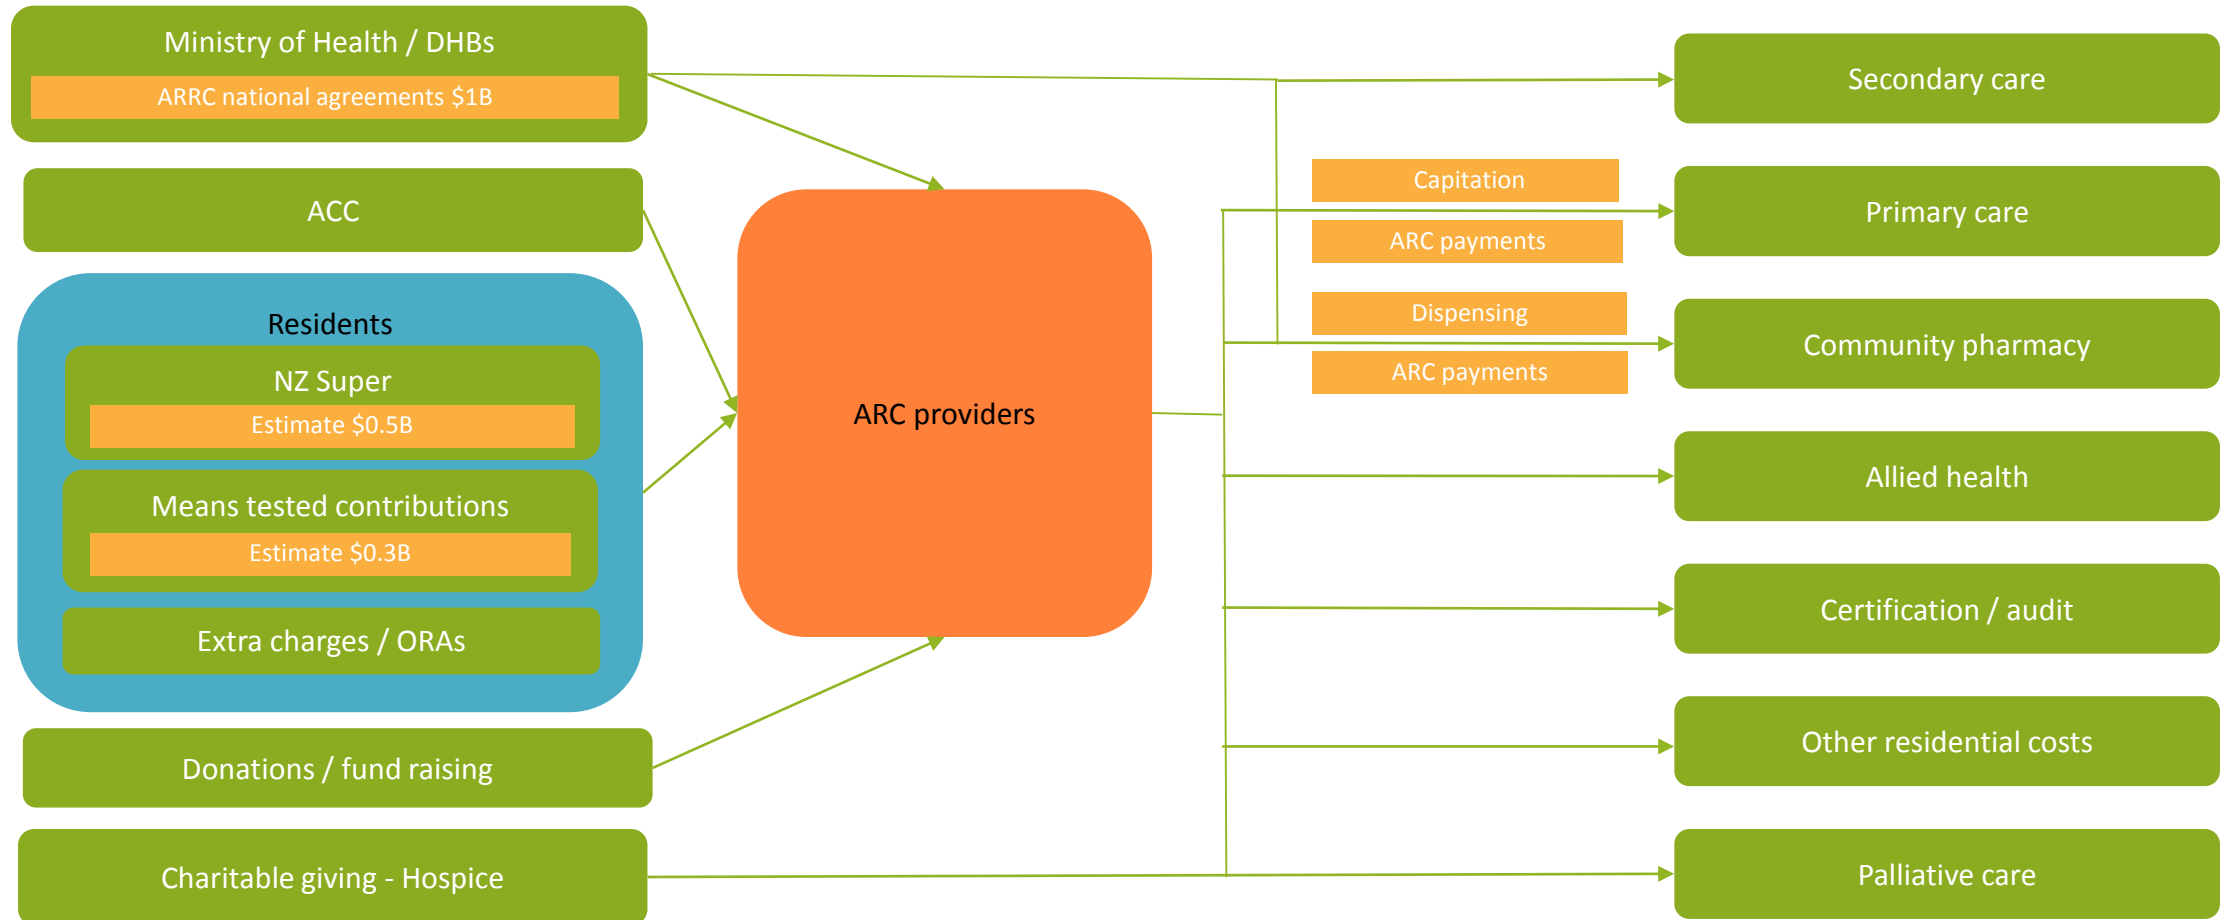 Ministry of Health / DHBs
ARRC national agreements $1B
ACC
Residents
NZ Super
Estimate $0.5B
Means tested contributions
Estimate $0.3B
Extra charges / ORAs
Donations / fund raising
Charitable giving - Hospice
ARC providers
Capitation
ARC payments
Dispensing
ARC payments
Secondary care
Primary care
Community pharmacy
Allied health
Certification / audit
Other residential costs
Palliative care